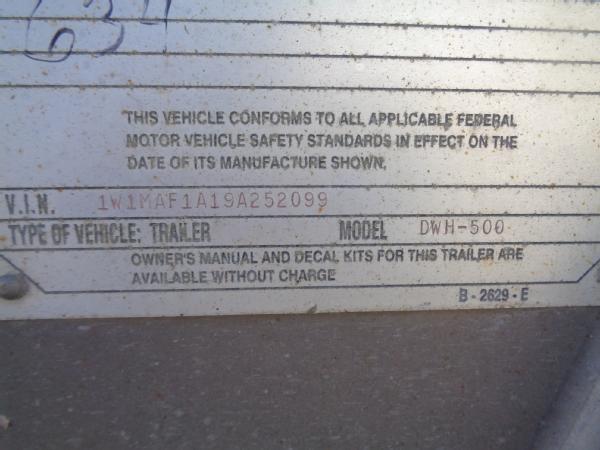 634
THIS VEHICLE CONFORMS TO ALL APPLICABLE FEDERAL
MOTOR VEHICLE SAFETY STANDARDS IN EFFECT ON THE
DATE OF ITS MANUFACTURE SHOWN.
V.I.N. 1W1MAF1A19A252099
TYPE OF VEHICLE: TRAILER MODEL DWH-500
OWNER'S MANUAL AND DECAL KITS FOR THIS TRAILER ARE
AVAILABLE WITHOUT CHARGE
B - 2629 - E